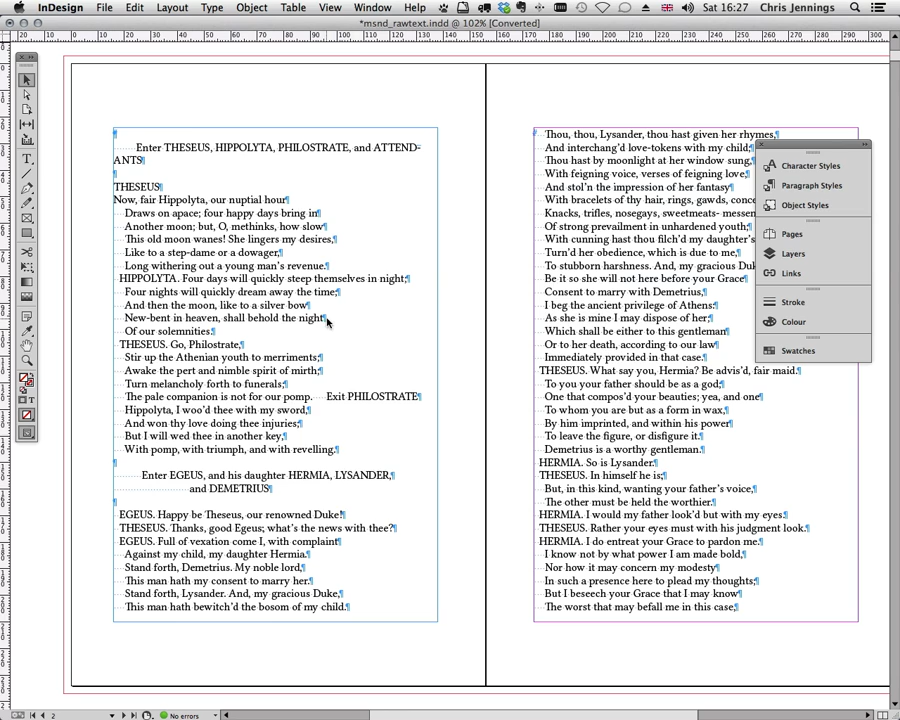 InDesign File Edit Layout Type Object Table View Window Help Sat 16:27 Chris Jennings
*msnd_rawtext.indd @ 102% [Converted]
Enter THESEUS, HIPPOLYTA, PHILOSTRATE, and ATTEND-
ANTS¶
¶
THESEUS¶
Now, fair Hippolyta, our nuptial hour¶
Draws on apace; four happy days bring in¶
Another moon; but, O, methinks, how slow¶
This old moon wanes! She lingers my desires,¶
Like to a step-dame or a dowager,¶
Long withering out a young man's revenue.¶
HIPPOLYTA. Four days will quickly steep themselves in night;¶
Four nights will quickly dream away the time;¶
And then the moon, like to a silver bow¶
New-bent in heaven, shall behold the night¶
Of our solemnities.¶
THESEUS. Go, Philostrate,¶
Stir up the Athenian youth to merriments;¶
Awake the pert and nimble spirit of mirth;¶
Turn melancholy forth to funerals;¶
The pale companion is not for our pomp. Exit PHILOSTRATE¶
Hippolyta, I woo'd thee with my sword,¶
And won thy love doing thee injuries;¶
But I will wed thee in another key,¶
With pomp, with triumph, and with revelling.¶
¶
Enter EGEUS, and his daughter HERMIA, LYSANDER,¶
and DEMETRIUS¶
¶
EGEUS. Happy be Theseus, our renowned Duke!¶
THESEUS. Thanks, good Egeus; what's the news with thee?¶
EGEUS. Full of vexation come I, with complaint¶
Against my child, my daughter Hermia.¶
Stand forth, Demetrius. My noble lord,¶
This man hath my consent to marry her.¶
Stand forth, Lysander. And, my gracious Duke,¶
This man hath bewitch'd the bosom of my child.¶
Thou, thou, Lysander, thou hast given her rhymes,¶
And interchang'd love-tokens with my child;¶
Thou hast by moonlight at her window sung,¶
With feigning voice, verses of feigning love,¶
And stol'n the impression of her fantasy¶
With bracelets of thy hair, rings, gawds, conce
Knacks, trifles, nosegays, sweetmeats- messen
Of strong prevailment in unhardened youth;¶
With cunning hast thou filch'd my daughter's
Turn'd her obedience, which is due to me,¶
To stubborn harshness. And, my gracious Duk
Be it so she will not here before your Grace¶
Consent to marry with Demetrius,¶
I beg the ancient privilege of Athens:¶
As she is mine I may dispose of her;¶
Which shall be either to this gentleman¶
Or to her death, according to our law¶
Immediately provided in that case.¶
THESEUS. What say you, Hermia? Be advis'd, fair maid.¶
To you your father should be as a god;¶
One that compos'd your beauties; yea, and one¶
To whom you are but as a form in wax,¶
By him imprinted, and within his power¶
To leave the figure, or disfigure it.¶
Demetrius is a worthy gentleman.¶
HERMIA. So is Lysander.¶
THESEUS. In himself he is;¶
But, in this kind, wanting your father's voice,¶
The other must be held the worthier.¶
HERMIA. I would my father look'd but with my eyes.¶
THESEUS. Rather your eyes must with his judgment look.¶
HERMIA. I do entreat your Grace to pardon me.¶
I know not by what power I am made bold,¶
Nor how it may concern my modesty¶
In such a presence here to plead my thoughts;¶
But I beseech your Grace that I may know¶
The worst that may befall me in this case,¶
Character Styles
Paragraph Styles
Object Styles
Pages
Layers
Links
Stroke
Colour
Swatches
2 No errors